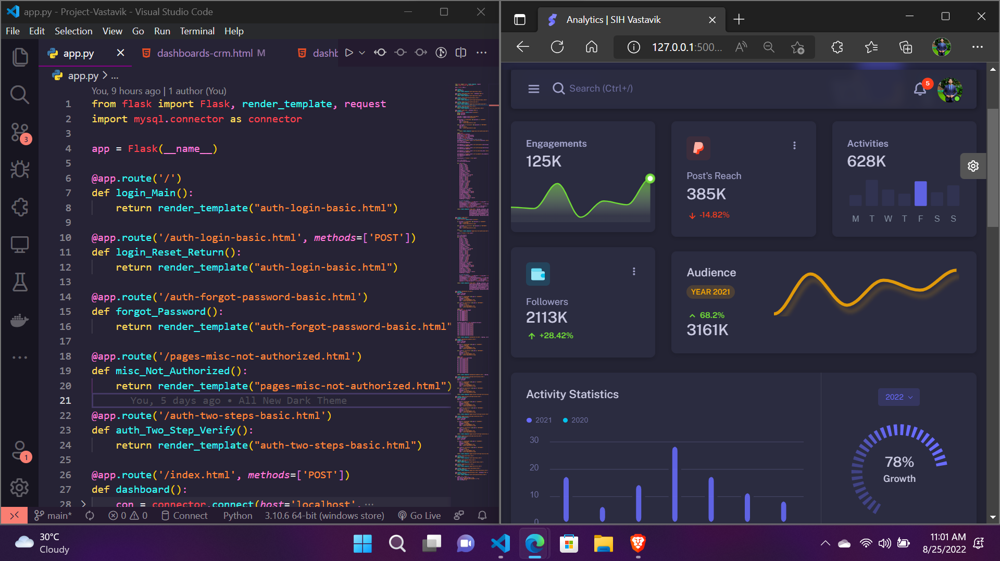 app.py - Project-Vastavik - Visual Studio Code
File Edit Selection View Go Run Terminal Help
app.py dashboards-crm.html M dashb
app.py > ...
You, 9 hours ago | 1 author (You)
1 from flask import Flask, render_template, request
2 import mysql.connector as connector
3
4 app = Flask(__name__)
5
6 @app.route('/')
7 def login_Main():
8 return render_template("auth-login-basic.html")
9
10 @app.route('/auth-login-basic.html', methods=['POST'])
11 def login_Reset_Return():
12 return render_template("auth-login-basic.html")
13
14 @app.route('/auth-forgot-password-basic.html')
15 def forgot_Password():
16 return render_template("auth-forgot-password-basic.html"
17
18 @app.route('/pages-misc-not-authorized.html')
19 def misc_Not_Authorized():
20 return render_template("pages-misc-not-authorized.html")
21 You, 5 days ago • All New Dark Theme
22 @app.route('/auth-two-steps-basic.html')
23 def auth_Two_Step_Verify():
24 return render_template("auth-two-steps-basic.html")
25
26 @app.route('/index.html', methods=['POST'])
27 def dashboard():
28 con = connector.connect(host='localhost', ...
3
1
main* 0 0 Connect Python 3.10.6 64-bit (windows store) Go Live
Analytics | SIH Vastavik
127.0.0.1:500...
Search (Ctrl+/)
5
Engagements
125K
Post's Reach
385K
-14.82%
Activities
628K
M T W T F S S
Followers
2113K
+28.42%
Audience
YEAR 2021
68.2%
3161K
Activity Statistics
2021 2020
30
20
10
0
2022
78%
Growth
30°C
Cloudy
11:01 AM
8/25/2022